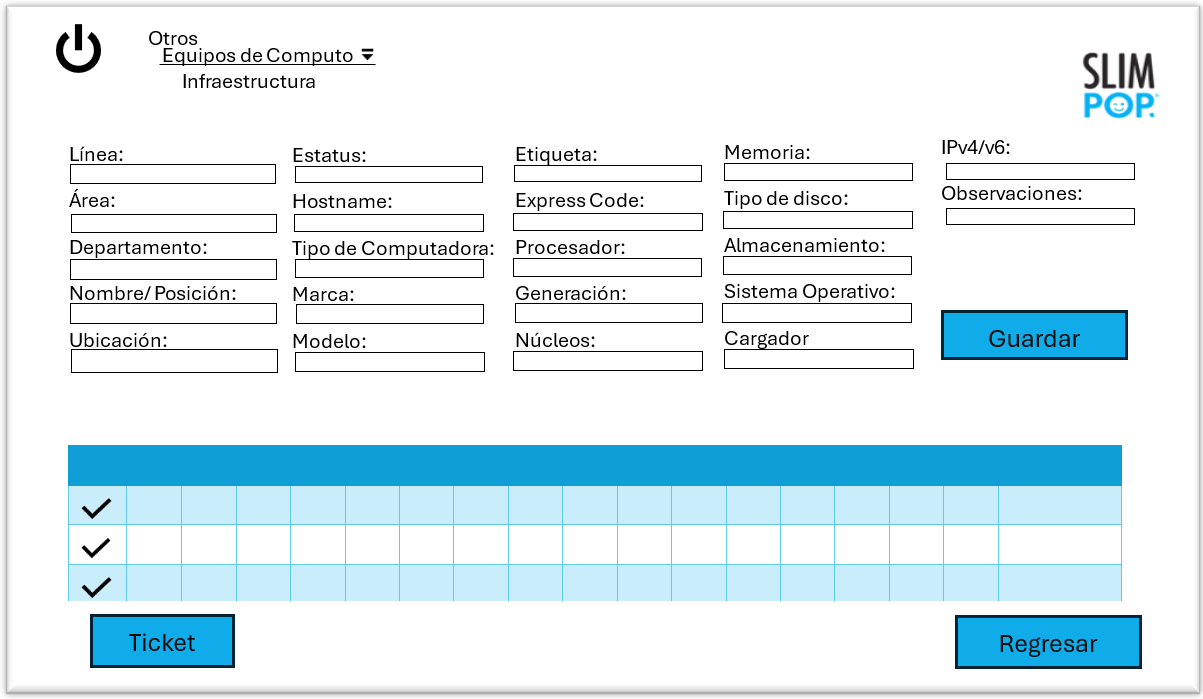 Otros
Equipos de Computo
Infraestructura
SLIM
POP.
Línea:
Estatus:
Etiqueta:
Memoria:
IPv4/v6:
Área:
Hostname:
Express Code:
Tipo de disco:
Observaciones:
Departamento:
Tipo de Computadora:
Procesador:
Almacenamiento:
Nombre/ Posición:
Marca:
Generación:
Sistema Operativo:
Guardar
Ubicación:
Modelo:
Núcleos:
Cargador
Ticket
Regresar